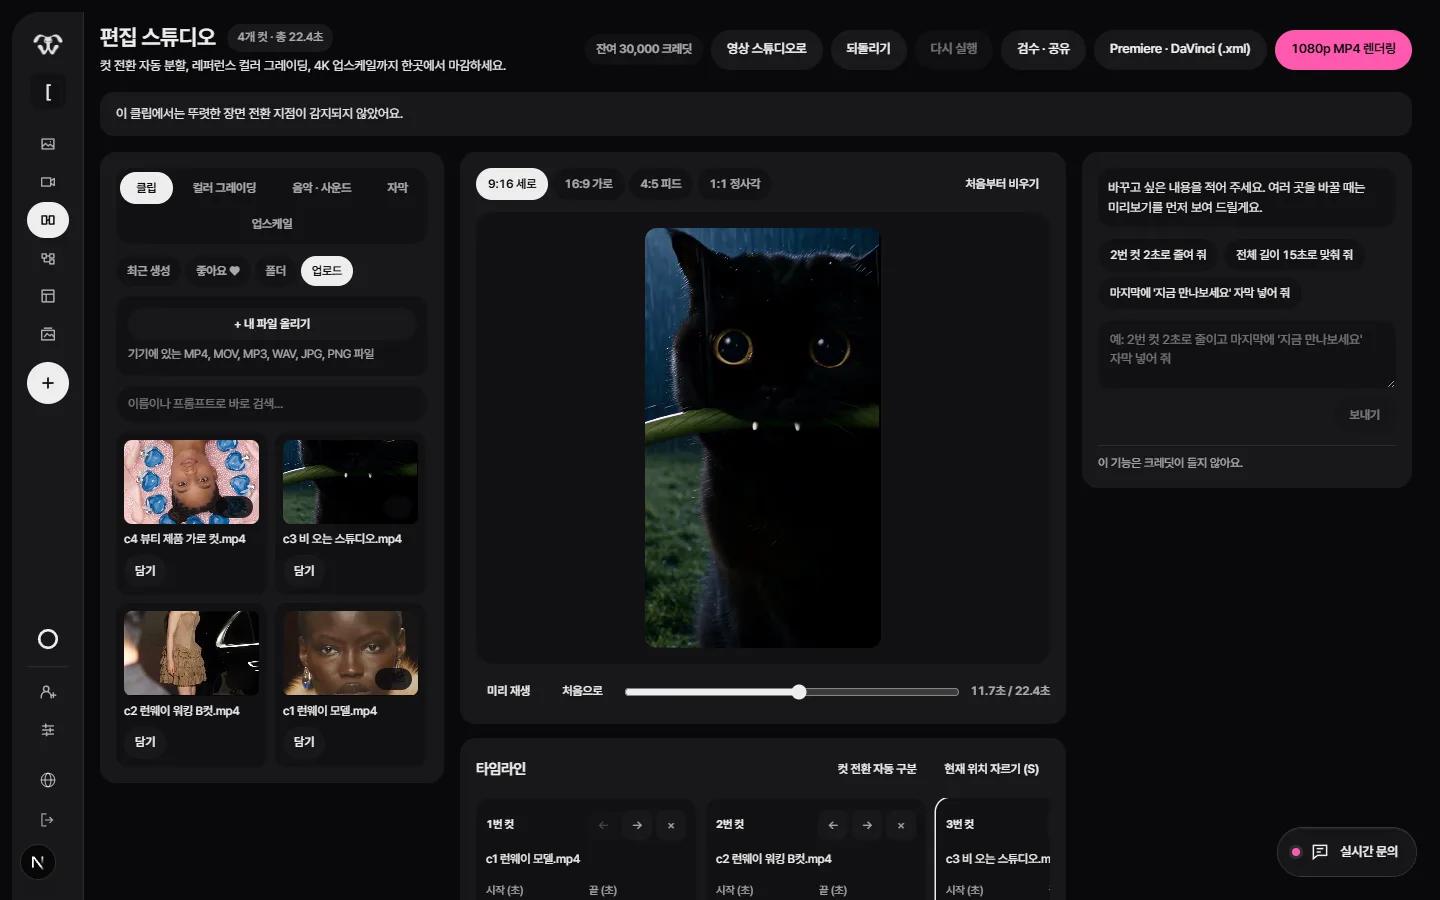 편집 스튜디오
4개 컷 · 총 22.4초
컷 전환 자동 분할, 레퍼런스 컬러 그레이딩, 4K 업스케일까지 한곳에서 마감하세요.
잔여 30,000 크레딧
영상 스튜디오로
되돌리기
다시 실행
검수 · 공유
Premiere · DaVinci (.xml)
1080p MP4 렌더링
[
이 클립에서는 뚜렷한 장면 전환 지점이 감지되지 않았어요.
클립
컬러 그레이딩
음악 · 사운드
자막
업스케일
최근 생성
좋아요 ♥
폴더
업로드
+ 내 파일 올리기
기기에 있는 MP4, MOV, MP3, WAV, JPG, PNG 파일
이름이나 프롬프트로 바로 검색...
c4 뷰티 제품 가로 컷.mp4
담기
c3 비 오는 스튜디오.mp4
담기
c2 런웨이 워킹 B컷.mp4
담기
c1 런웨이 모델.mp4
담기
9:16 세로
16:9 가로
4:5 피드
1:1 정사각
처음부터 비우기
미리 재생
처음으로
11.7초 / 22.4초
타임라인
컷 전환 자동 구분
현재 위치 자르기 (S)
1번 컷
← → ×
c1 런웨이 모델.mp4
시작 (초)
끝 (초)
2번 컷
← → ×
c2 런웨이 워킹 B컷.mp4
시작 (초)
끝 (초)
3번 컷
c3 비 오는 스튜디오.m
시작 (초)
바꾸고 싶은 내용을 적어 주세요. 여러 곳을 바꿀 때는
미리보기를 먼저 보여 드릴게요.
2번 컷 2초로 줄여 줘
전체 길이 15초로 맞춰 줘
마지막에 '지금 만나보세요' 자막 넣어 줘
예: 2번 컷 2초로 줄이고 마지막에 '지금 만나보세요'
자막 넣어 줘
보내기
이 기능은 크레딧이 들지 않아요.
실시간 문의
N